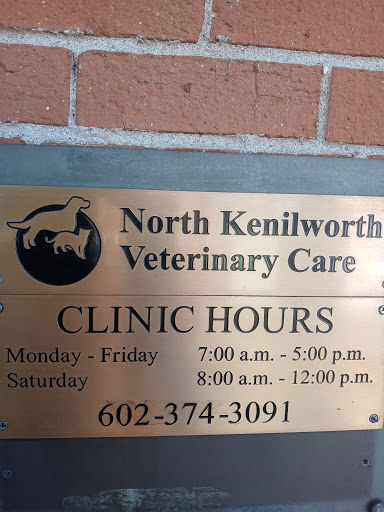 North Kenilworth
Veterinary Care
CLINIC HOURS
Monday - Friday 7:00 a.m. - 5:00 p.m.
Saturday 8:00 a.m. - 12:00 p.m.
602-374-3091